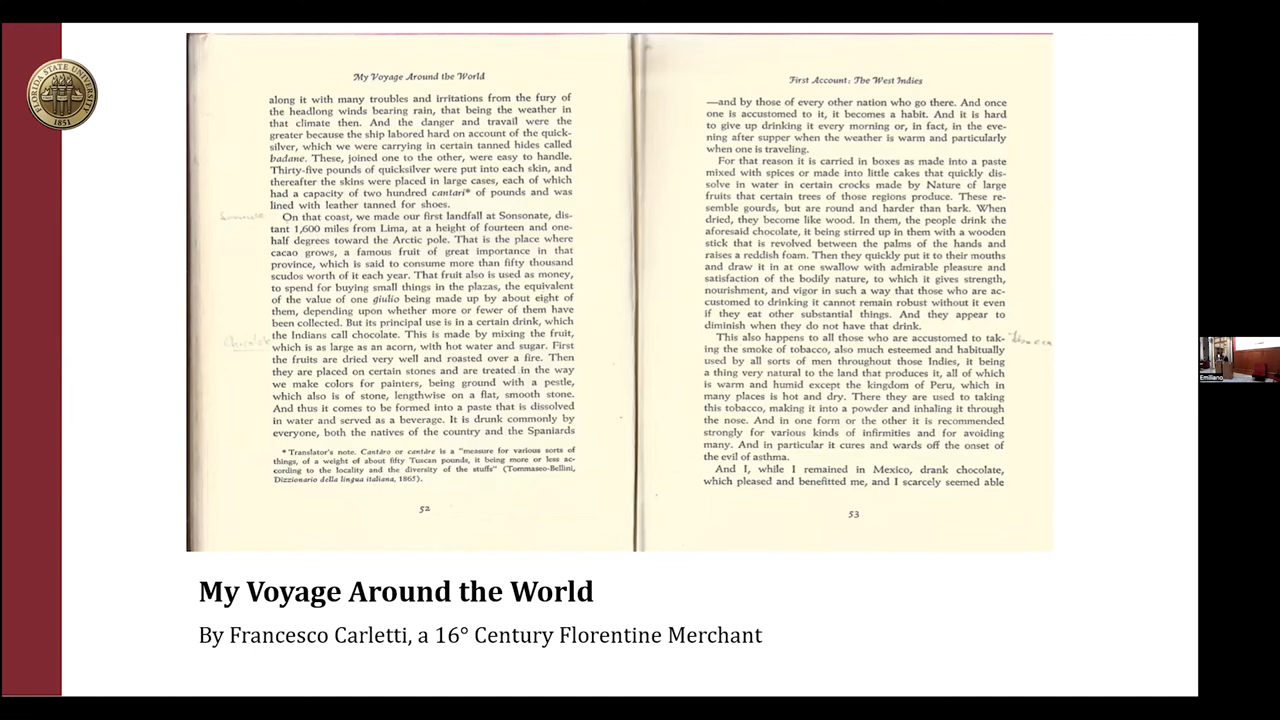 FLORIDA STATE UNIVERSITY
1851
My Voyage Around the World
along it with many troubles and irritations from the fury of
the headlong winds bearing rain, that being the weather in
that climate then. And the danger and travail were the
greater because the ship labored hard on account of the quick-
silver, which we were carrying in certain tanned hides called
badane. These, joined one to the other, were easy to handle.
Thirty-five pounds of quicksilver were put into each skin, and
thereafter the skins were placed in large cases, each of which
had a capacity of two hundred cantari* of pounds and was
lined with leather tanned for shoes.
On that coast, we made our first landfall at Sonsonate, dis-
tant 1,600 miles from Lima, at a height of fourteen and one-
half degrees toward the Arctic pole. That is the place where
cacao grows, a famous fruit of great importance in that
province, which is said to consume more than fifty thousand
scudos worth of it each year. That fruit also is used as money,
to spend for buying small things in the plazas, the equivalent
of the value of one giulio being made up by about eight of
them, depending upon whether more or fewer of them have
been collected. But its principal use is in a certain drink, which
the Indians call chocolate. This is made by mixing the fruit,
which is as large as an acorn, with hot water and sugar. First
the fruits are dried very well and roasted over a fire. Then
they are placed on certain stones and are treated in the way
we make colors for painters, being ground with a pestle,
which also is of stone, lengthwise on a flat, smooth stone.
And thus it comes to be formed into a paste that is dissolved
in water and served as a beverage. It is drunk commonly by
everyone, both the natives of the country and the Spaniards
* Translator's note. Cantàro or cantàre is a "measure for various sorts of
things, of a weight of about fifty Tuscan pounds, it being more or less ac-
cording to the locality and the diversity of the stuffs" (Tommaseo-Bellini,
Dizzionario della lingua italiana, 1865).
52
First Account: The West Indies
—and by those of every other nation who go there. And once
one is accustomed to it, it becomes a habit. And it is hard
to give up drinking it every morning or, in fact, in the eve-
ning after supper when the weather is warm and particularly
when one is traveling.
For that reason it is carried in boxes as made into a paste
mixed with spices or made into little cakes that quickly dis-
solve in water in certain crocks made by Nature of large
fruits that certain trees of those regions produce. These re-
semble gourds, but are round and harder than bark. When
dried, they become like wood. In them, the people drink the
aforesaid chocolate, it being stirred up in them with a wooden
stick that is revolved between the palms of the hands and
raises a reddish foam. Then they quickly put it to their mouths
and draw it in at one swallow with admirable pleasure and
satisfaction of the bodily nature, to which it gives strength,
nourishment, and vigor in such a way that those who are ac-
customed to drinking it cannot remain robust without it even
if they eat other substantial things. And they appear to
diminish when they do not have that drink.
This also happens to all those who are accustomed to tak-
ing the smoke of tobacco, also much esteemed and habitually
used by all sorts of men throughout those Indies, it being
a thing very natural to the land that produces it, all of which
is warm and humid except the kingdom of Peru, which in
many places is hot and dry. There they are used to taking
this tobacco, making it into a powder and inhaling it through
the nose. And in one form or the other it is recommended
strongly for various kinds of infirmities and for avoiding
many. And in particular it cures and wards off the onset of
the evil of asthma.
And I, while I remained in Mexico, drank chocolate,
which pleased and benefitted me, and I scarcely seemed able
53
My Voyage Around the World
By Francesco Carletti, a 16° Century Florentine Merchant
Emiliano